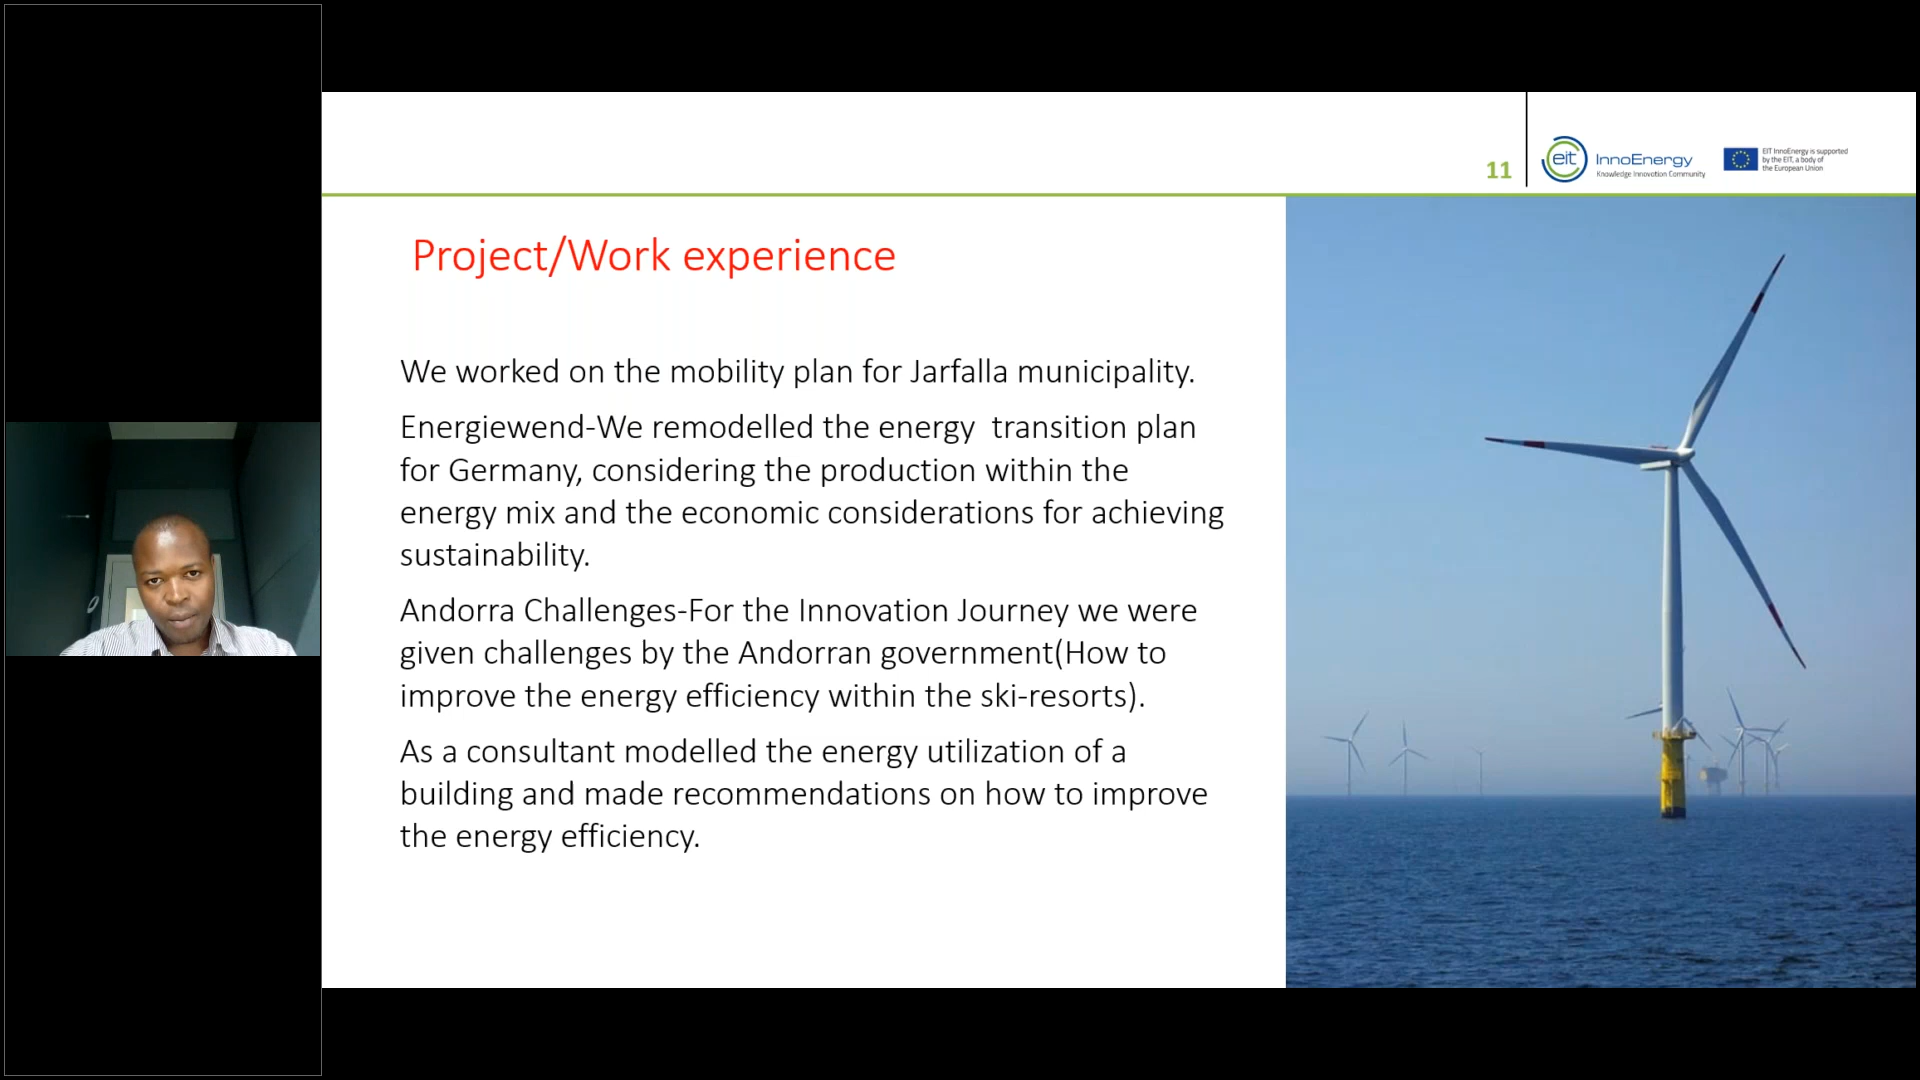 11
eit
InnoEnergy
Knowledge Innovation Community
EIT InnoEnergy is supported
by the EIT, a body of
the European Union
Project/Work experience
We worked on the mobility plan for Jarfalla municipality.
Energiewend-We remodelled the energy  transition plan
for Germany, considering the production within the
energy mix and the economic considerations for achieving
sustainability.
Andorra Challenges-For the Innovation Journey we were
given challenges by the Andorran government(How to
improve the energy efficiency within the ski-resorts).
As a consultant modelled the energy utilization of a
building and made recommendations on how to improve
the energy efficiency.